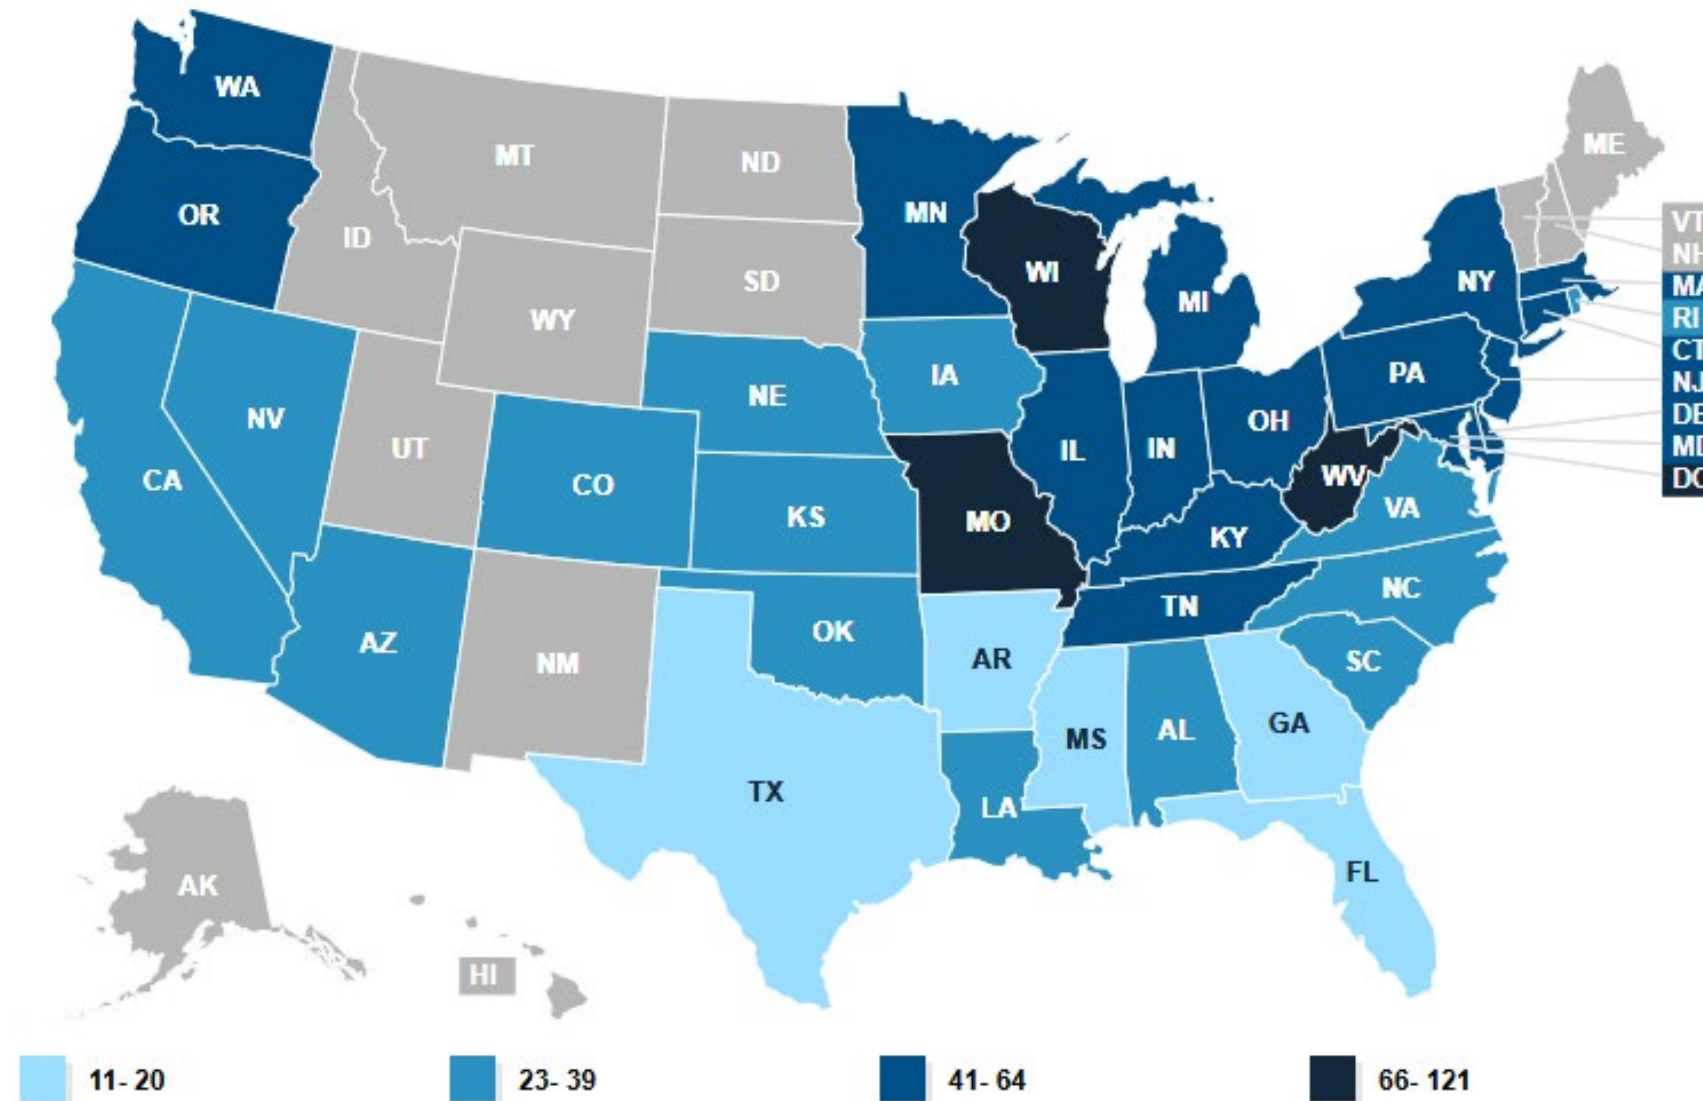 WA
MT
ND
ME
OR
MN
VT
ID
WI
NH
SD
NY
MA
MI
RI
WY
CT
IA
PA
NJ
NE
NV
OH
DE
UT
IL
IN
MD
CA
CO
WV
DC
KS
MO
VA
KY
NC
TN
AZ
OK
AR
NM
SC
GA
MS
AL
TX
LA
FL
AK
HI
11- 20
23- 39
41- 64
66- 121